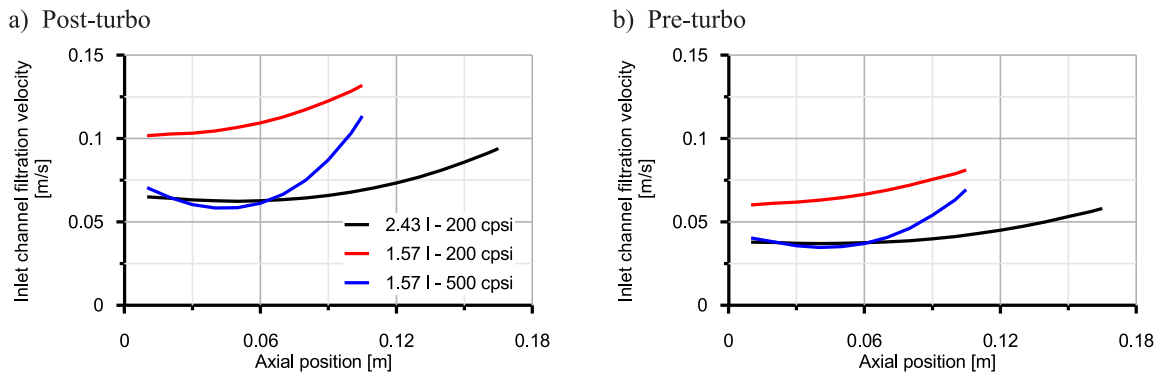 a) Post-turbo
0.15
0.1
0.05
0
Inlet channel filtration velocity
[m/s]
2.43 l - 200 cpsi
1.57 l - 200 cpsi
1.57 l - 500 cpsi
0 0.06 0.12 0.18
Axial position [m]
b) Pre-turbo
0.15
0.1
0.05
0
Inlet channel filtration velocity
[m/s]
0 0.06 0.12 0.18
Axial position [m]